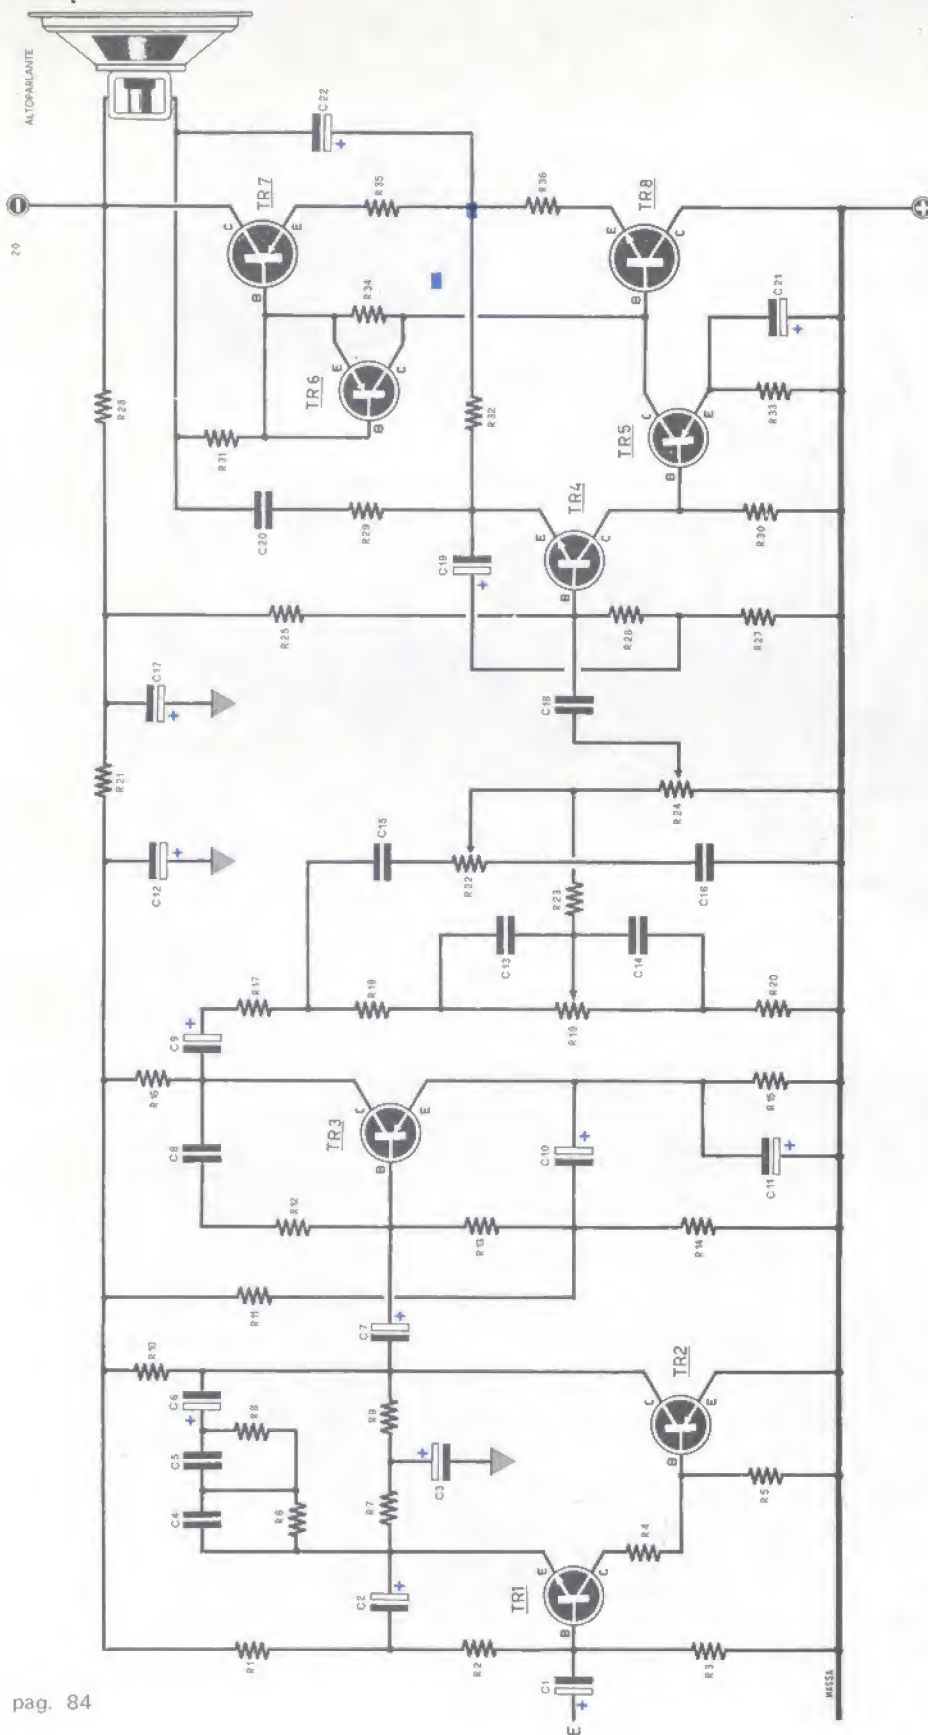 ALTOPARLANTE
20
R28
R21
C22
TR7
C
E
B
R35
R36
TR8
E
C
B
R34
TR6
E
C
B
R31
R32
C20
R29
TR5
C
E
B
R33
C21
TR4
E
C
B
R30
C19
R25
R26
R27
C18
C17
R24
C12
C15
R22
R23
C16
C13
C14
R17
R18
R19
R20
C9
R16
C8
TR3
C
E
B
R12
R13
R14
R15
C10
C11
R11
C7
R10
C6
R8
C5
C4
R6
R9
R7
C3
TR2
C
E
B
R5
R4
TR1
E
C
B
C2
R1
R2
R3
C1
E
MASSA
pag. 84